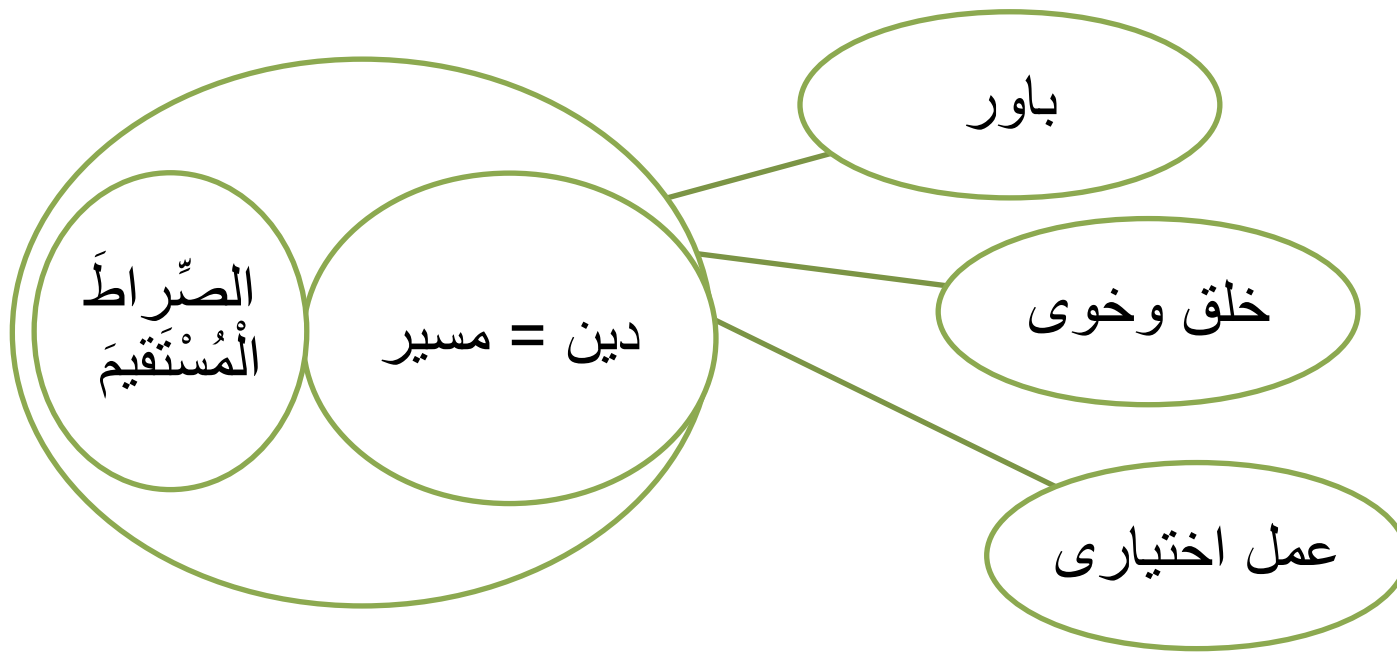 باور
خلق وخوی
عمل اختیاری
دین = مسیر
الصِّراطَ
الْمُسْتَقیمَ